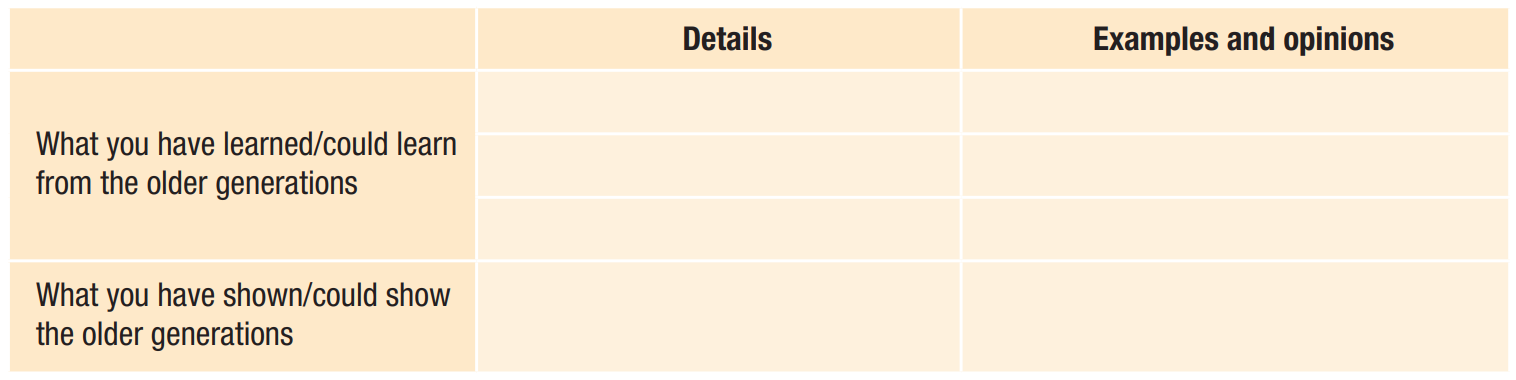 Details
Examples and opinions
What you have learned/could learn
from the older generations
What you have shown/could show
the older generations